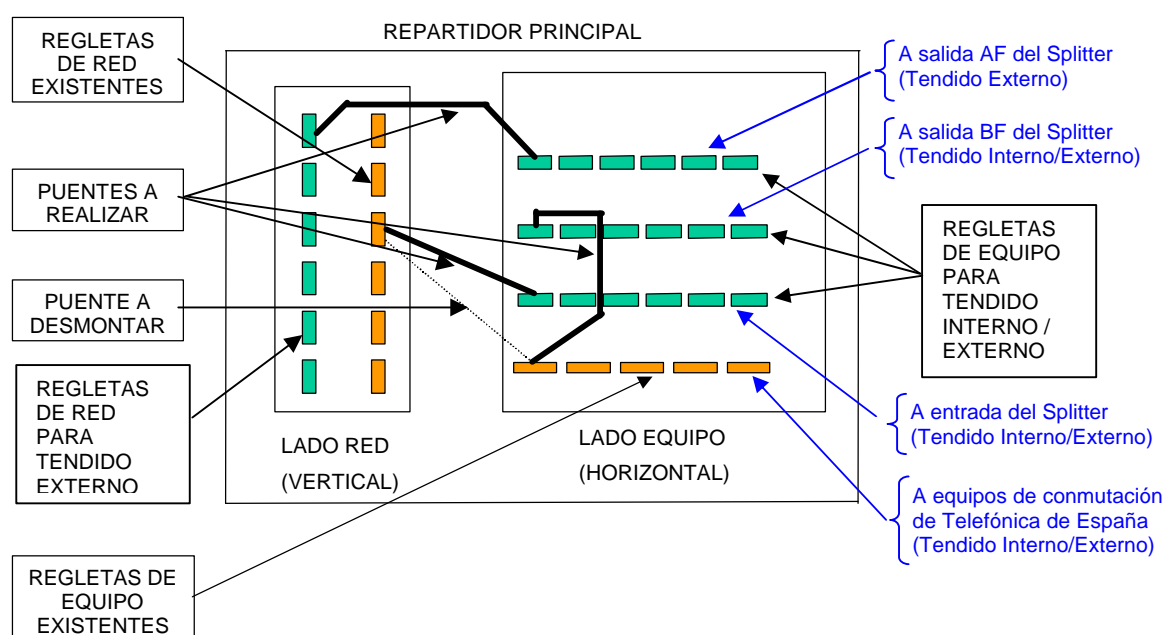 REPARTIDOR PRINCIPAL
REGLETAS
DE RED
EXISTENTES
PUENTES A
REALIZAR
PUENTE A
DESMONTAR
REGLETAS
DE RED
PARA
TENDIDO
EXTERNO
REGLETAS DE
EQUIPO
EXISTENTES
LADO RED
(VERTICAL)
LADO EQUIPO
(HORIZONTAL)
A salida AF del Splitter
(Tendido Externo)
A salida BF del Splitter
(Tendido Interno/Externo)
REGLETAS
DE EQUIPO
PARA
TENDIDO
INTERNO /
EXTERNO
A entrada del Splitter
(Tendido Interno/Externo)
A equipos de conmutación
de Telefónica de España
(Tendido Interno/Externo)